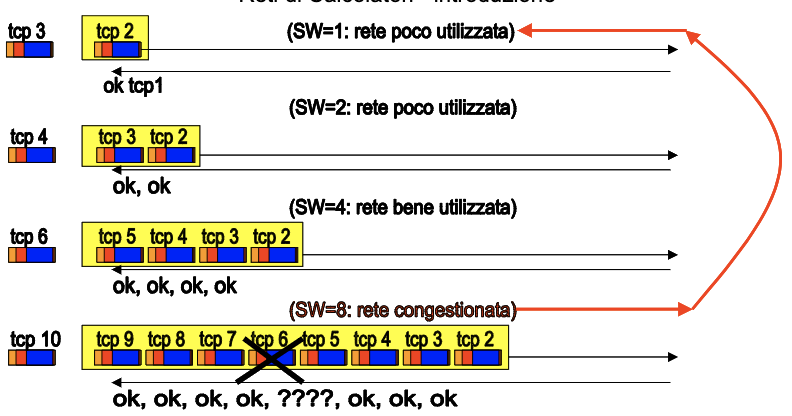 Reti di Calcolatori - Introduzione
tcp 3 tcp 2 (SW=1: rete poco utilizzata)
ok tcp1
(SW=2: rete poco utilizzata)
tcp 4 tcp 3 tcp 2
ok, ok
(SW=4: rete bene utilizzata)
tcp 6 tcp 5 tcp 4 tcp 3 tcp 2
ok, ok, ok, ok
(SW=8: rete congestionata)
tcp 10 tcp 9 tcp 8 tcp 7 tcp 6 tcp 5 tcp 4 tcp 3 tcp 2
ok, ok, ok, ok, ????, ok, ok, ok